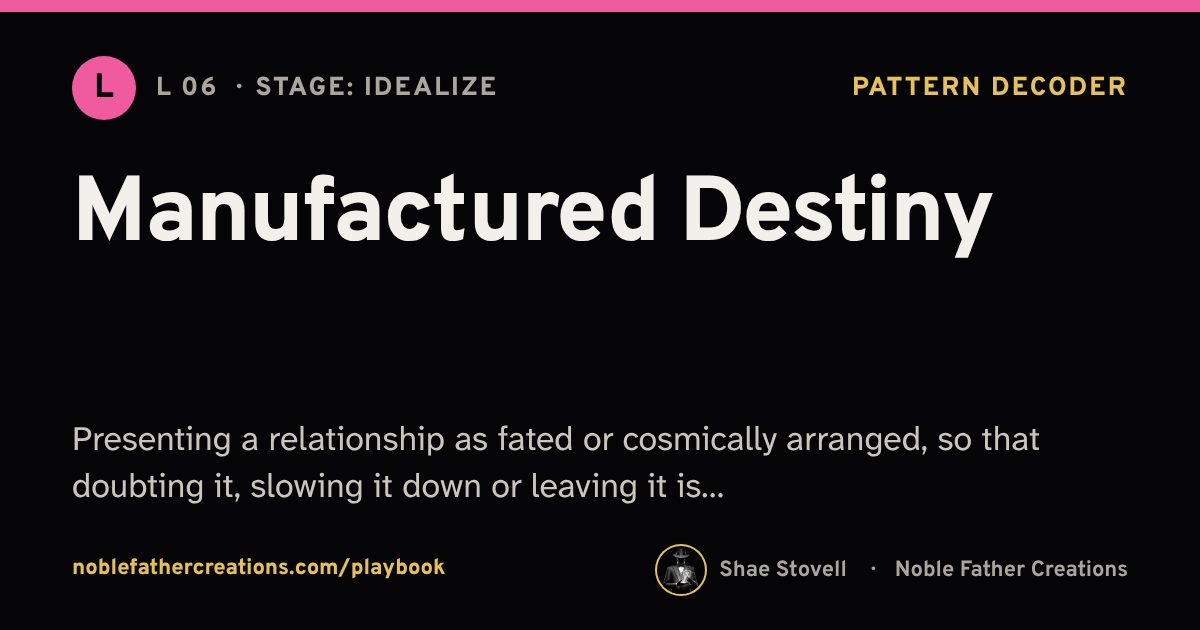 L
L 06 · STAGE: IDEALIZE
PATTERN DECODER
Manufactured Destiny
Presenting a relationship as fated or cosmically arranged, so that
doubting it, slowing it down or leaving it is...
noblefathercreations.com/playbook
Shae Stovell · Noble Father Creations